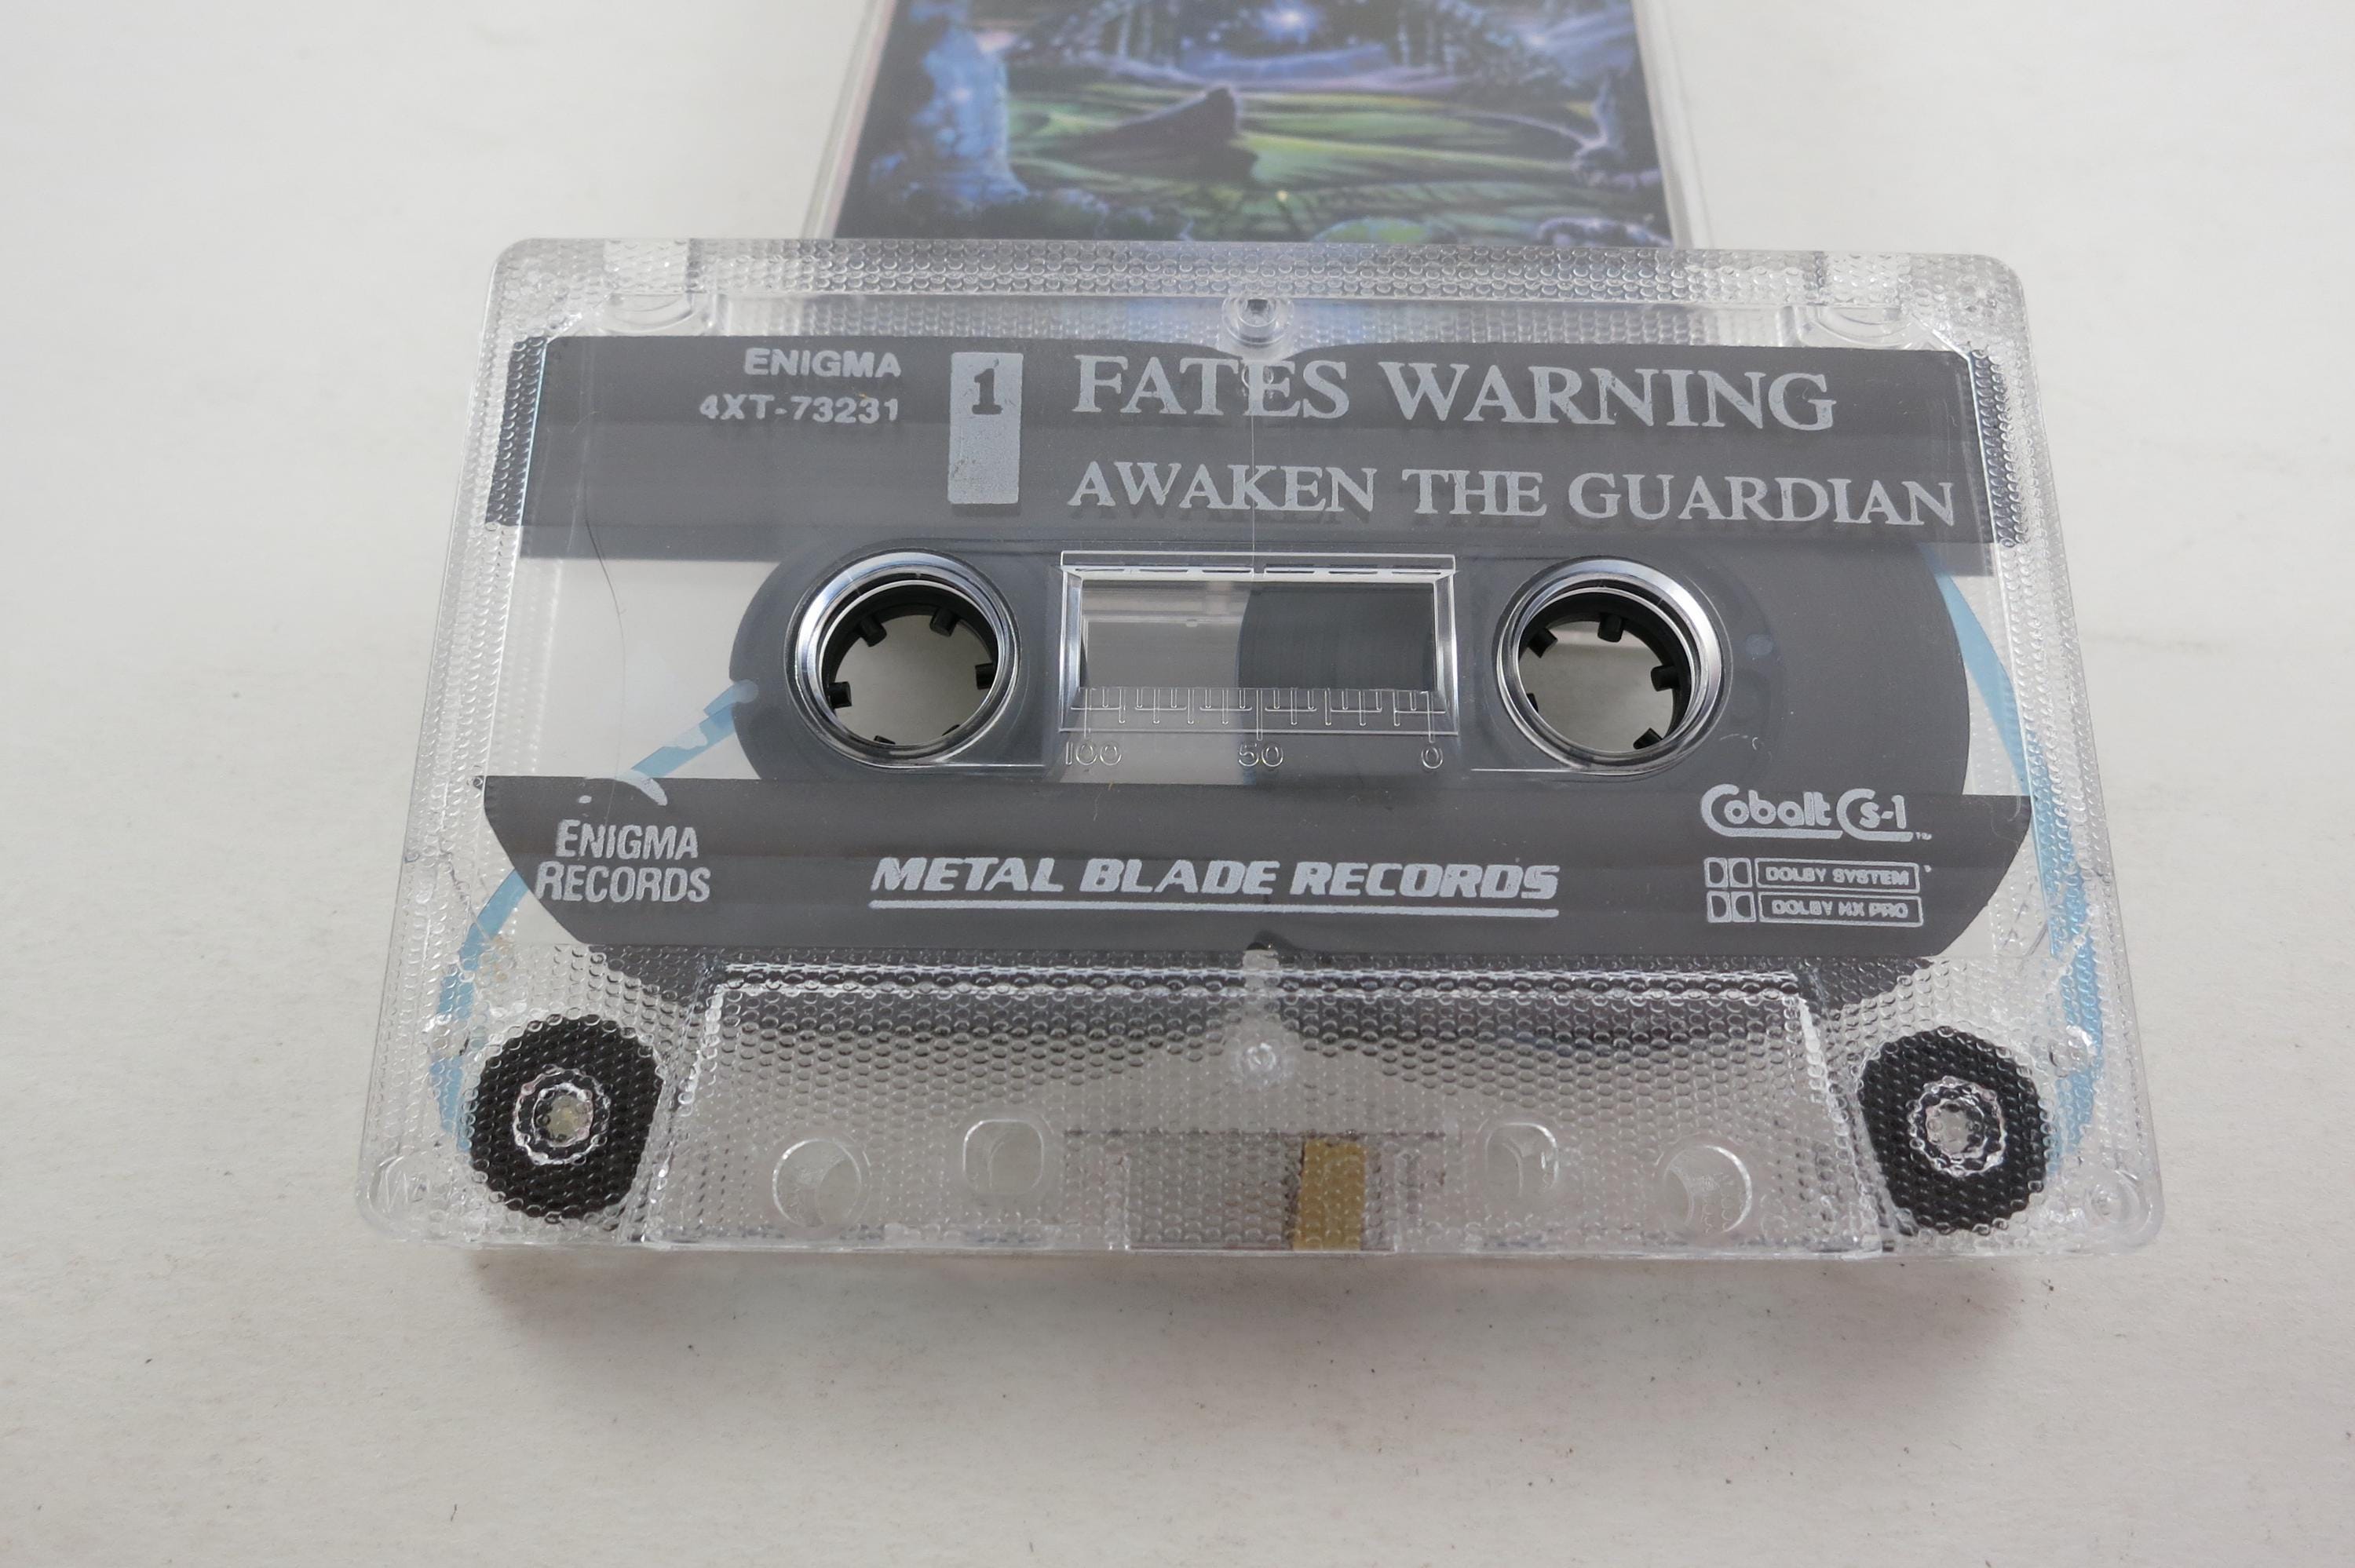 ENIGMA
4XT-73231
1
FATES WARNING
AWAKEN THE GUARDIAN
100 50 0
ENIGMA
RECORDS
METAL BLADE RECORDS
Cobalt Cs-1 TM
DOLBY SYSTEM
DOLBY HX PRO